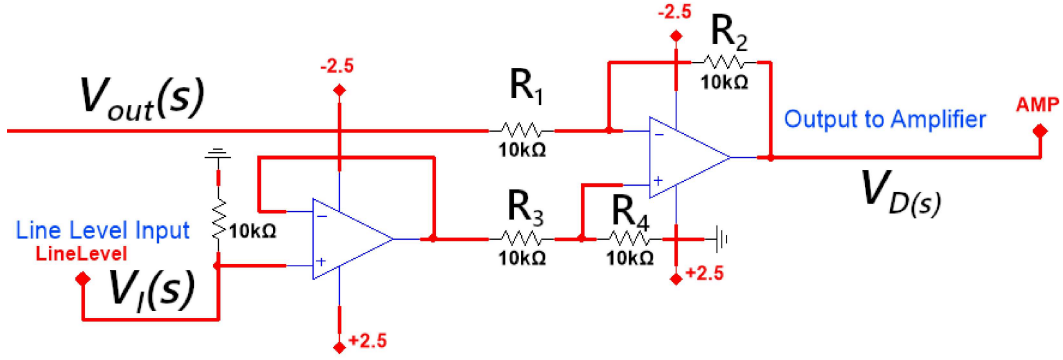 -2.5
R2
10kΩ
-2.5
Vout(s)
R1
10kΩ
AMP
Output to Amplifier
-
+
VD(s)
-
+
10kΩ
Line Level Input
LineLevel
VI(s)
R3
10kΩ
R4
10kΩ
+2.5
+2.5